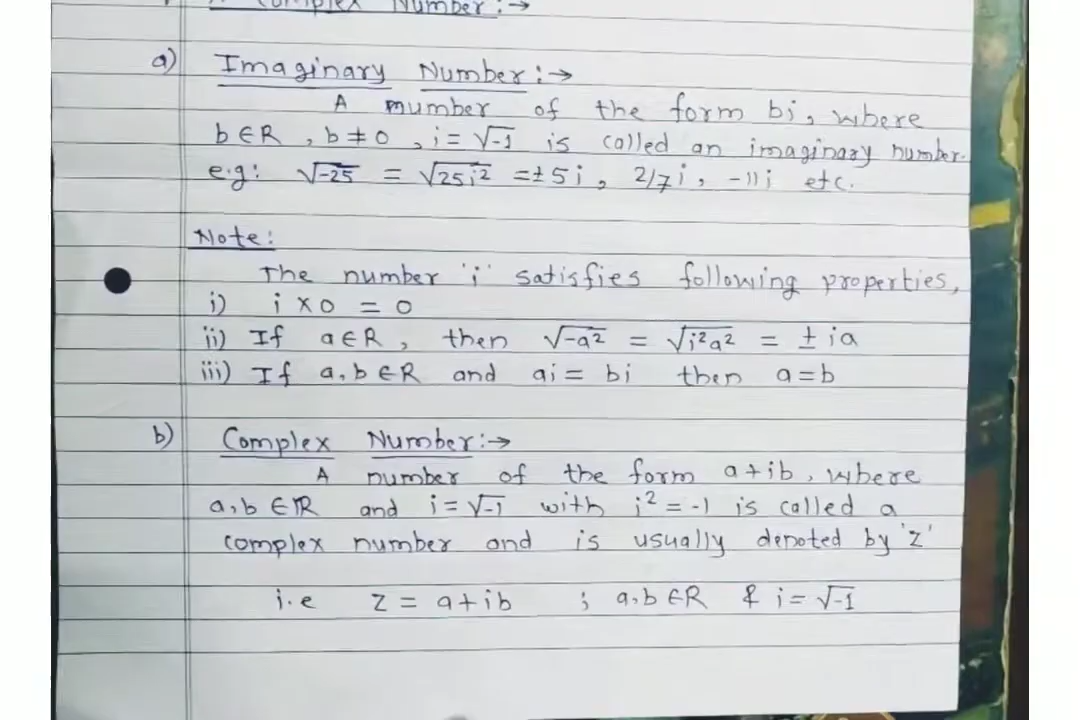 Complex Number :→
a) Imaginary Number :→
A number of the form bi, where
b∈R , b≠0 , i = √-1 is called an imaginary number.
e.g: √-25 = √25i² = ± 5i , 2/7 i , -11i etc.
Note:
The number 'i' satisfies following properties,
i) i × 0 = 0
ii) If a∈R , then √-a² = √i²a² = ± ia
iii) If a,b∈R and ai = bi then a=b
b) Complex Number :→
A number of the form a+ib , where
a,b ∈ℝ and i = √-1 with i² = -1 is called a
complex number and is usually denoted by 'z'
i.e z = a+ib ; a,b∈R & i = √-1